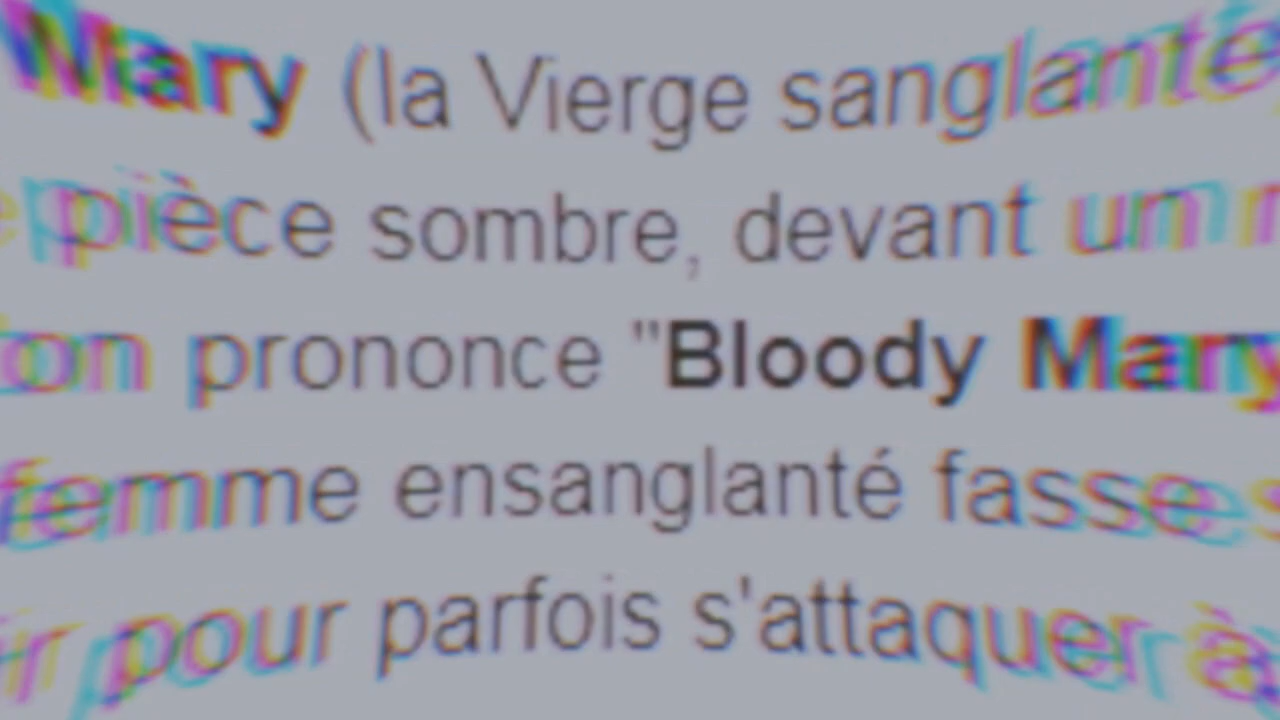 Mary (la Vierge sanglante
pièce sombre, devant un
on prononce "Bloody Mary
femme ensanglanté fasse
pour parfois s'attaquer à